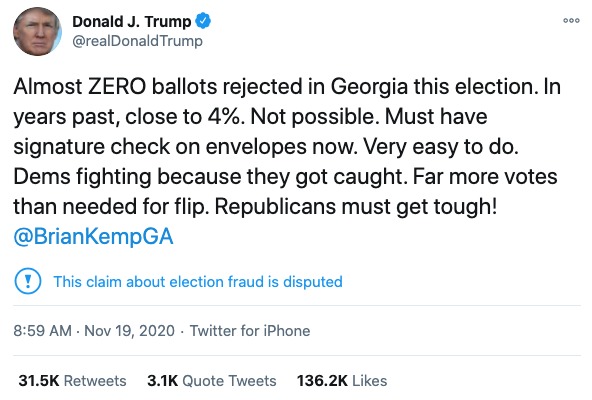 Donald J. Trump
@realDonaldTrump
Almost ZERO ballots rejected in Georgia this election. In
years past, close to 4%. Not possible. Must have
signature check on envelopes now. Very easy to do.
Dems fighting because they got caught. Far more votes
than needed for flip. Republicans must get tough!
@BrianKempGA
This claim about election fraud is disputed
8:59 AM · Nov 19, 2020 · Twitter for iPhone
31.5K Retweets 3.1K Quote Tweets 136.2K Likes